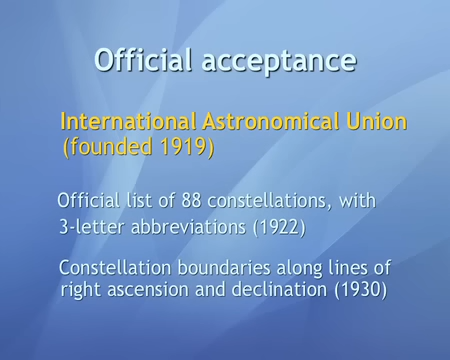 Official acceptance
International Astronomical Union
(founded 1919)
Official list of 88 constellations, with
3-letter abbreviations (1922)
Constellation boundaries along lines of
right ascension and declination (1930)